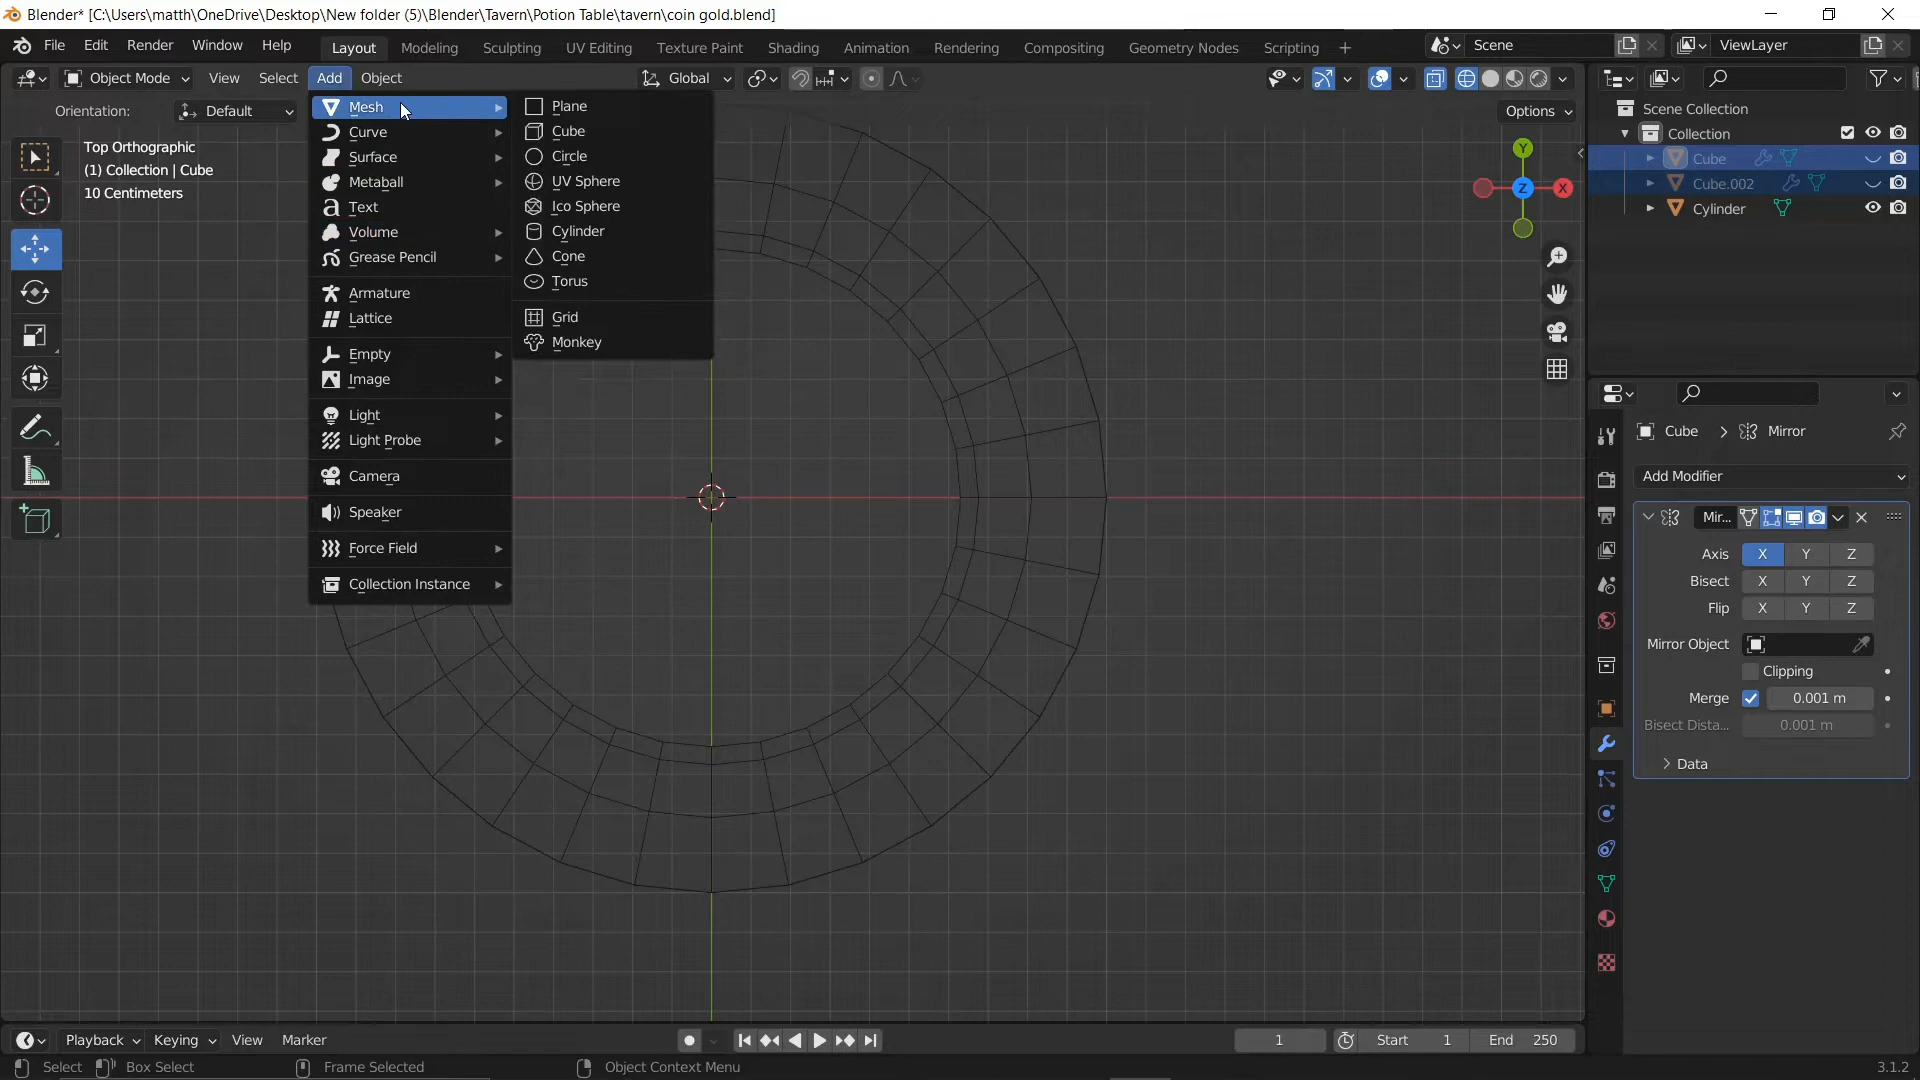 Blender* [C:\Users\matth\OneDrive\Desktop\New folder (5)\Blender\Tavern\Potion Table\tavern\coin gold.blend]
File Edit Render Window Help Layout Modeling Sculpting UV Editing Texture Paint Shading Animation Rendering Compositing Geometry Nodes Scripting + Scene ViewLayer
Object Mode View Select Add Object Global
Orientation: Default Options
Top Orthographic
(1) Collection | Cube
10 Centimeters
Mesh
Curve
Surface
Metaball
Text
Volume
Grease Pencil
Armature
Lattice
Empty
Image
Light
Light Probe
Camera
Speaker
Force Field
Collection Instance
Plane
Cube
Circle
UV Sphere
Ico Sphere
Cylinder
Cone
Torus
Grid
Monkey
Y
Z X
Scene Collection
Collection
Cube
Cube.002
Cylinder
Cube > Mirror
Add Modifier
Mir...
Axis X Y Z
Bisect X Y Z
Flip X Y Z
Mirror Object
Clipping
Merge 0.001 m
Bisect Dista... 0.001 m
Data
Playback Keying View Marker 1 Start 1 End 250
Select Box Select Frame Selected Object Context Menu 3.1.2